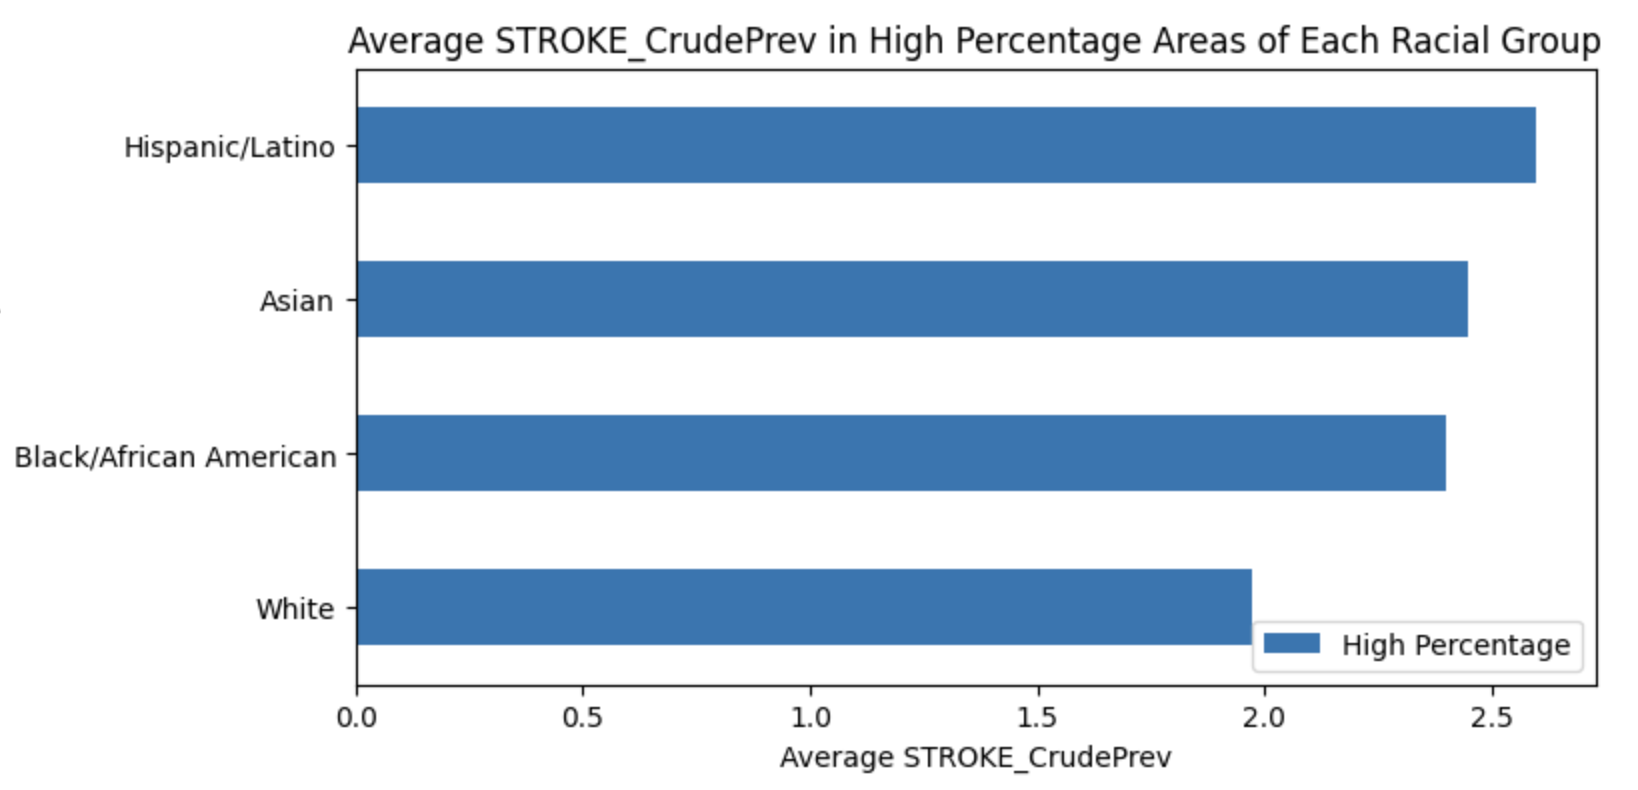 Average STROKE_CrudePrev in High Percentage Areas of Each Racial Group
Hispanic/Latino
Asian
Black/African American
White
High Percentage
0.0 0.5 1.0 1.5 2.0 2.5
Average STROKE_CrudePrev